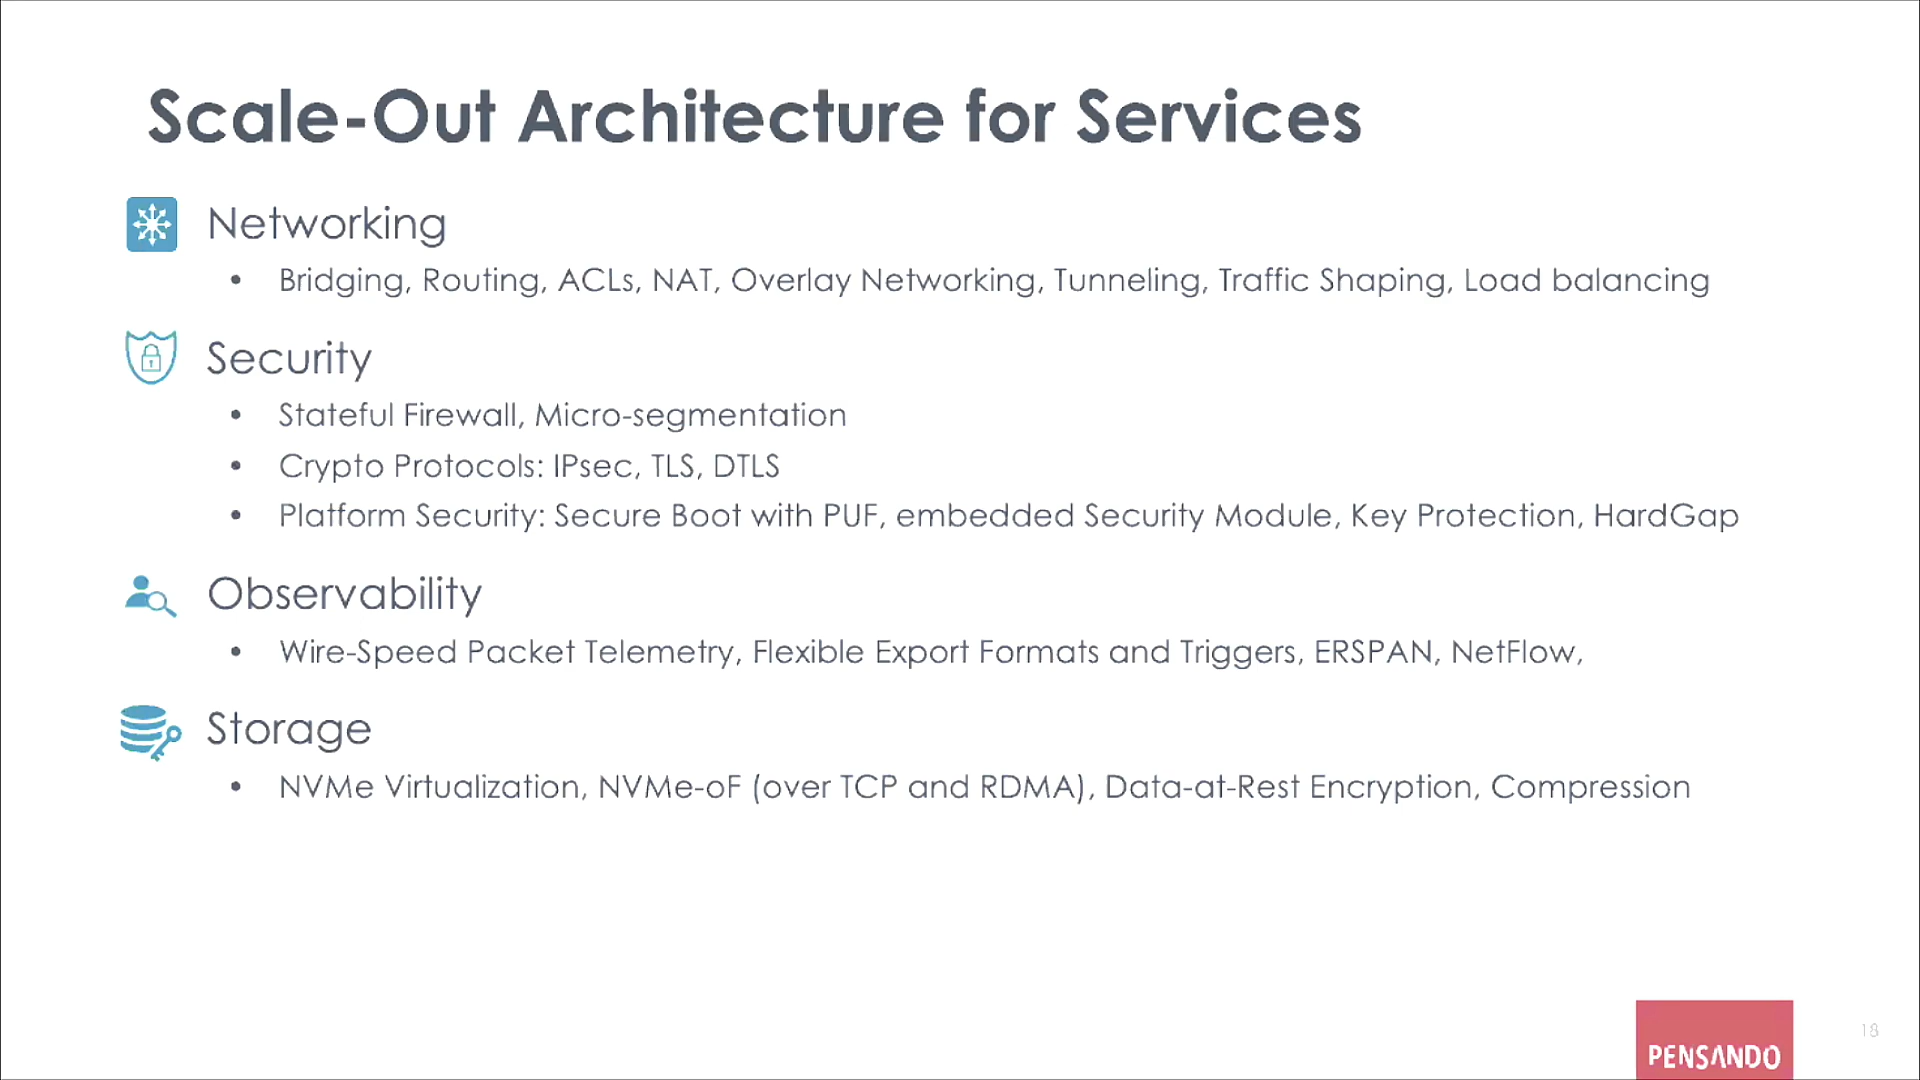 Scale-Out Architecture for Services
Networking
• Bridging, Routing, ACLs, NAT, Overlay Networking, Tunneling, Traffic Shaping, Load balancing
Security
• Stateful Firewall, Micro-segmentation
• Crypto Protocols: IPsec, TLS, DTLS
• Platform Security: Secure Boot with PUF, embedded Security Module, Key Protection, HardGap
Observability
• Wire-Speed Packet Telemetry, Flexible Export Formats and Triggers, ERSPAN, NetFlow,
Storage
• NVMe Virtualization, NVMe-oF (over TCP and RDMA), Data-at-Rest Encryption, Compression
PENSANDO
18